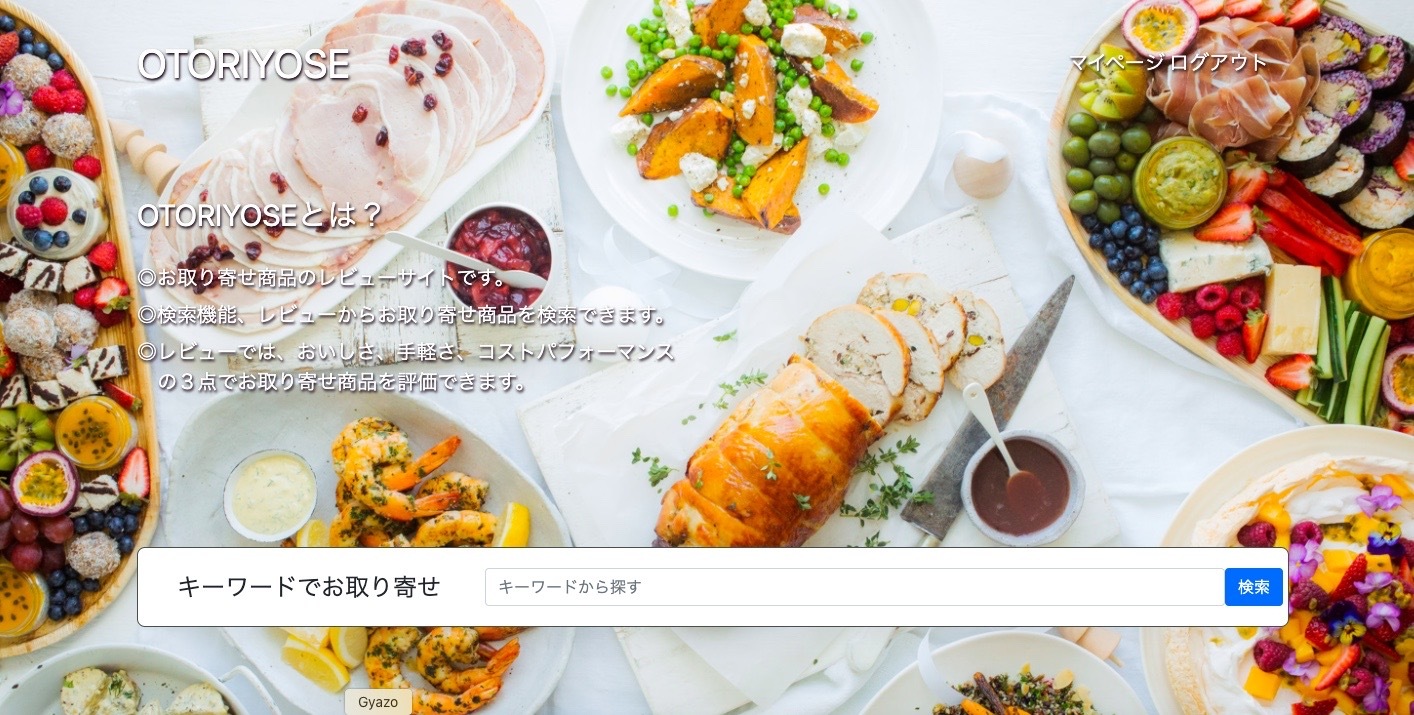 OTORIYOSE
マイページ ログアウト
OTORIYOSEとは？
◎お取り寄せ商品のレビューサイトです。
◎検索機能、レビューからお取り寄せ商品を検索できます。
◎レビューでは、おいしさ、手軽さ、コストパフォーマンス
の３点でお取り寄せ商品を評価できます。
キーワードでお取り寄せ
キーワードから探す
検索
Gyazo